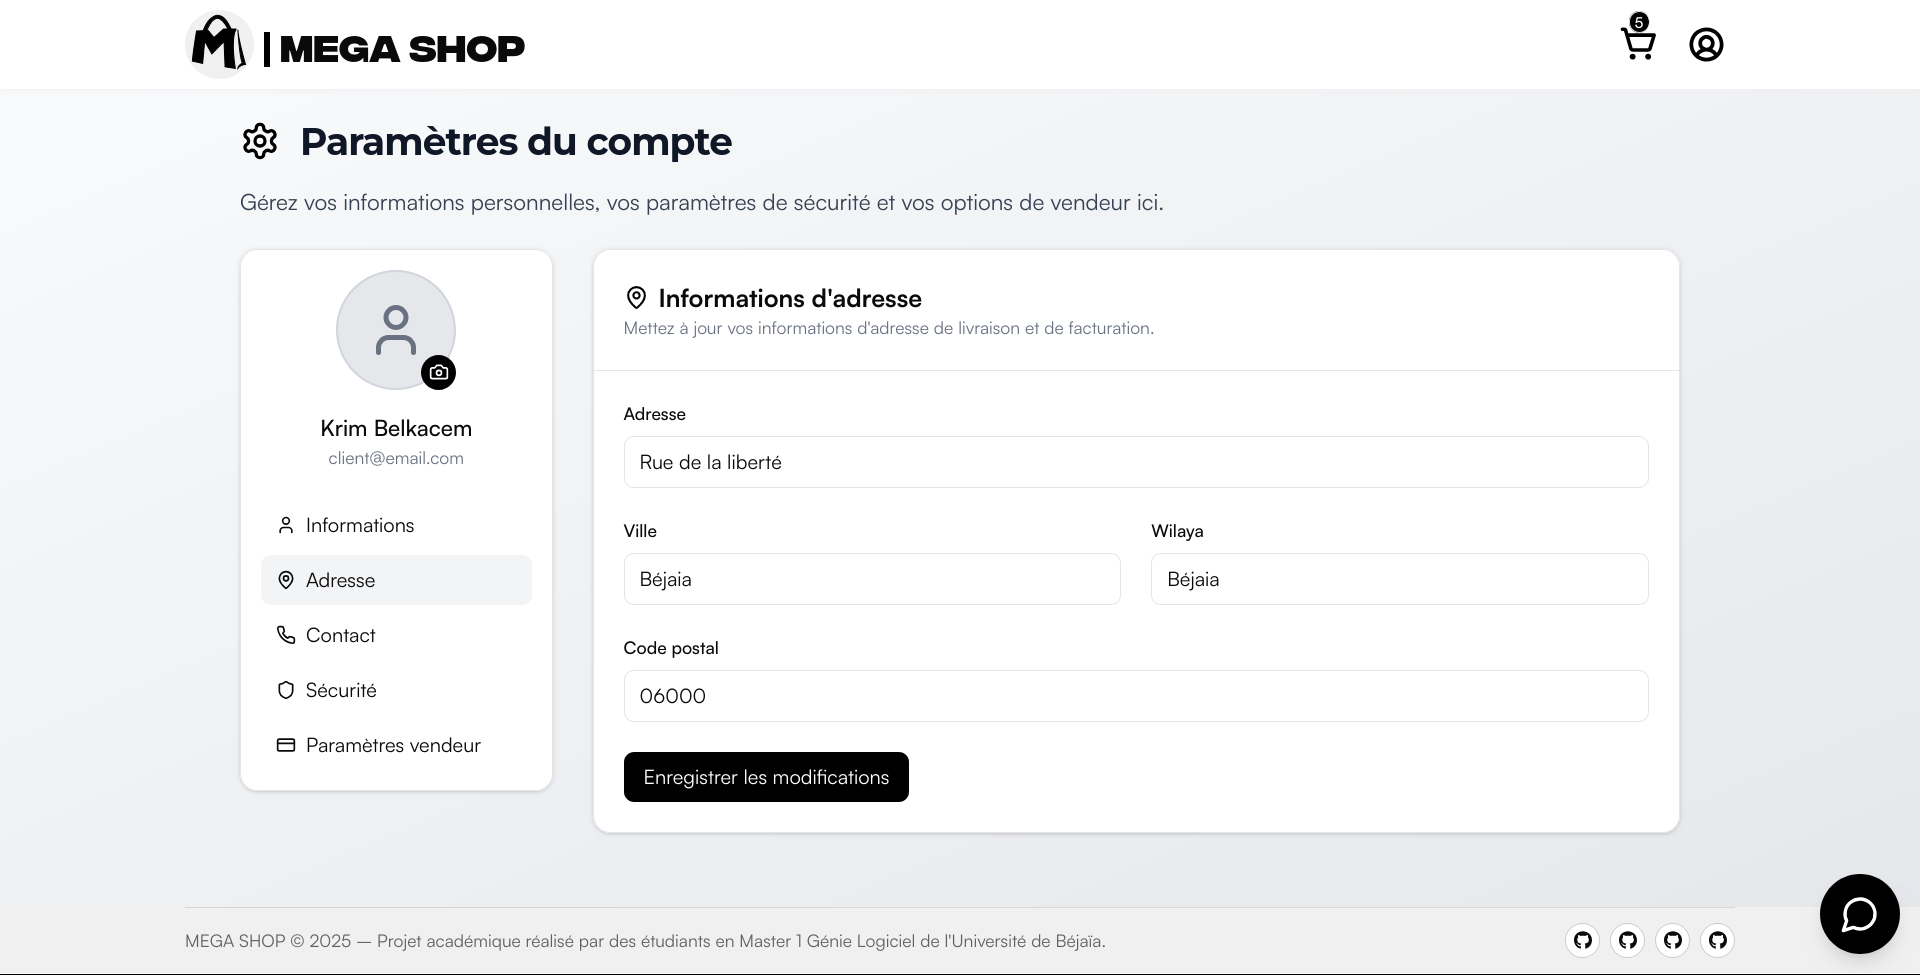 | MEGA SHOP
5
Paramètres du compte
Gérez vos informations personnelles, vos paramètres de sécurité et vos options de vendeur ici.
Krim Belkacem
client@email.com
Informations
Adresse
Contact
Sécurité
Paramètres vendeur
Informations d'adresse
Mettez à jour vos informations d'adresse de livraison et de facturation.
Adresse
Rue de la liberté
Ville
Wilaya
Béjaia
Béjaia
Code postal
06000
Enregistrer les modifications
MEGA SHOP © 2025 — Projet académique réalisé par des étudiants en Master 1 Génie Logiciel de l'Université de Béjaïa.